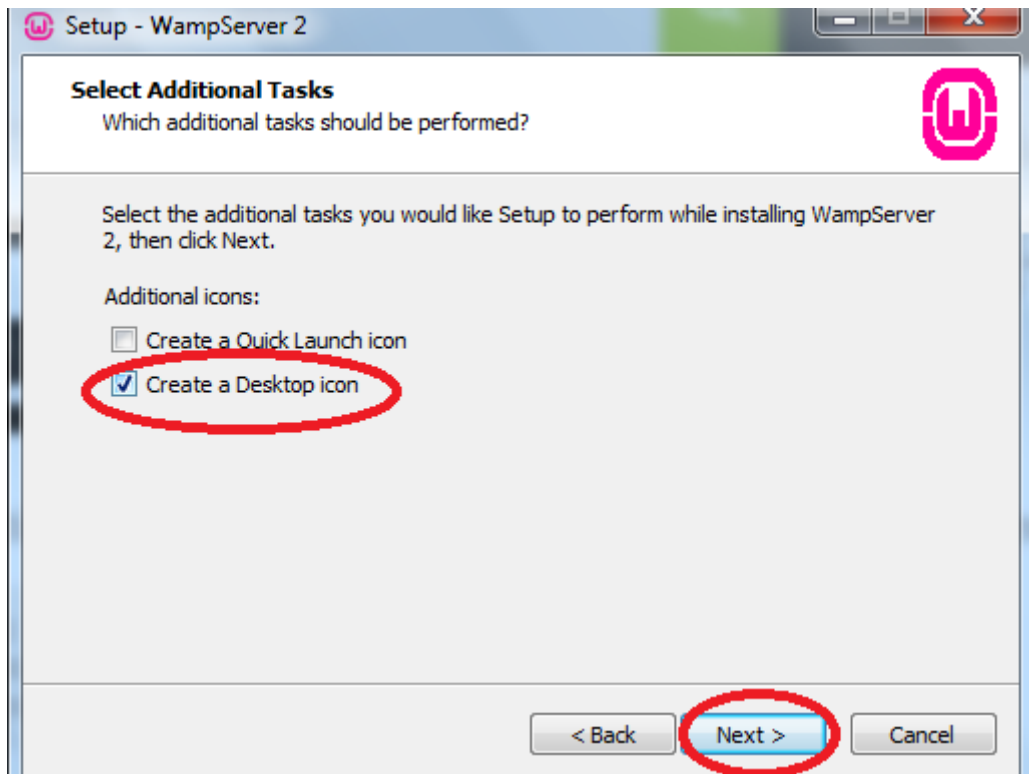 Setup - WampServer 2
Select Additional Tasks
Which additional tasks should be performed?
Select the additional tasks you would like Setup to perform while installing WampServer
2, then click Next.
Additional icons:
Create a Quick Launch icon
Create a Desktop icon
< Back Next > Cancel